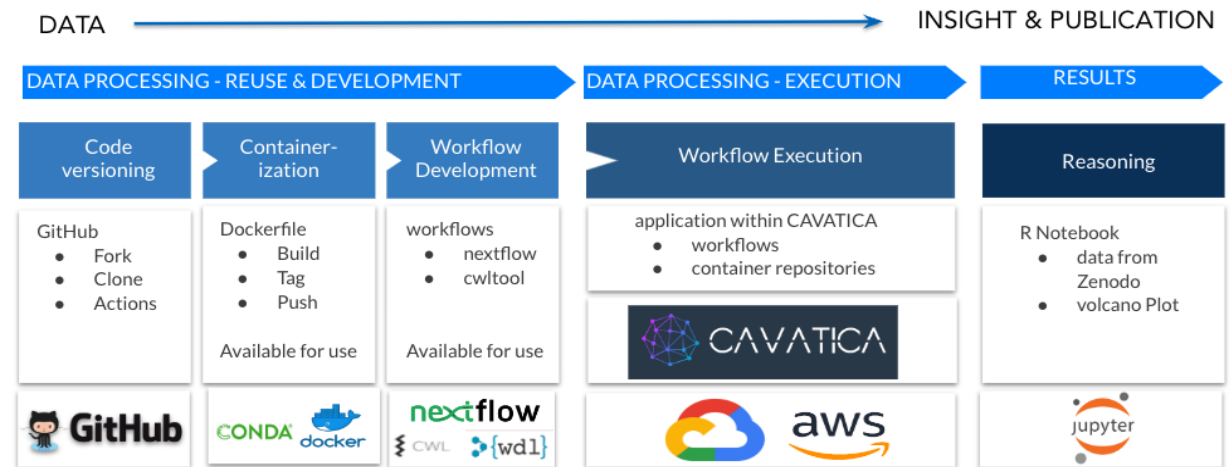 DATA
INSIGHT & PUBLICATION
DATA PROCESSING - REUSE & DEVELOPMENT
DATA PROCESSING - EXECUTION
RESULTS
Code
versioning
Container-
ization
Workflow
Development
Workflow Execution
Reasoning
GitHub
● Fork
● Clone
● Actions
Dockerfile
● Build
● Tag
● Push
Available for use
workflows
● nextflow
● cwltool
Available for use
application within CAVATICA
● workflows
● container repositories
CAVATICA
R Notebook
● data from
Zenodo
● volcano Plot
GitHub
CONDA
docker
nextflow
CWL
{wdl}
aws
jupyter